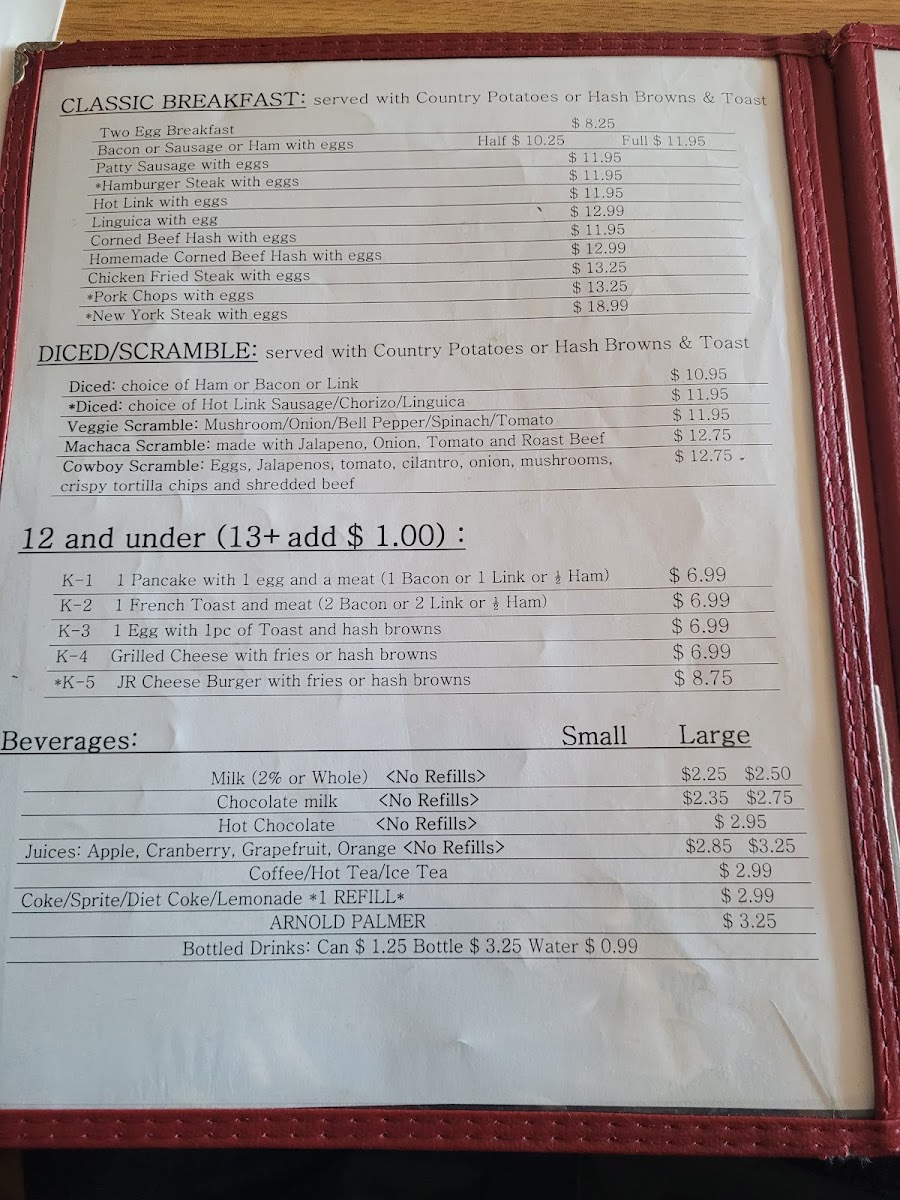 CLASSIC BREAKFAST: served with Country Potatoes or Hash Browns & Toast
Two Egg Breakfast $ 8.25
Bacon or Sausage or Ham with eggs Half $ 10.25 Full $ 11.95
Patty Sausage with eggs $ 11.95
*Hamburger Steak with eggs $ 11.95
Hot Link with eggs $ 11.95
Linguica with egg $ 12.99
Corned Beef Hash with eggs $ 11.95
Homemade Corned Beef Hash with eggs $ 12.99
Chicken Fried Steak with eggs $ 13.25
*Pork Chops with eggs $ 13.25
*New York Steak with eggs $ 18.99
DICED/SCRAMBLE: served with Country Potatoes or Hash Browns & Toast
Diced: choice of Ham or Bacon or Link $ 10.95
*Diced: choice of Hot Link Sausage/Chorizo/Linguica $ 11.95
Veggie Scramble: Mushroom/Onion/Bell Pepper/Spinach/Tomato $ 11.95
Machaca Scramble: made with Jalapeno, Onion, Tomato and Roast Beef $ 12.75
Cowboy Scramble: Eggs, Jalapenos, tomato, cilantro, onion, mushrooms, $ 12.75
crispy tortilla chips and shredded beef
12 and under (13+ add $ 1.00) :
K-1 1 Pancake with 1 egg and a meat (1 Bacon or 1 Link or ½ Ham) $ 6.99
K-2 1 French Toast and meat (2 Bacon or 2 Link or ½ Ham) $ 6.99
K-3 1 Egg with 1pc of Toast and hash browns $ 6.99
K-4 Grilled Cheese with fries or hash browns $ 6.99
*K-5 JR Cheese Burger with fries or hash browns $ 8.75
Beverages: Small Large
Milk (2% or Whole) <No Refills> $2.25 $2.50
Chocolate milk <No Refills> $2.35 $2.75
Hot Chocolate <No Refills> $ 2.95
Juices: Apple, Cranberry, Grapefruit, Orange <No Refills> $2.85 $3.25
Coffee/Hot Tea/Ice Tea $ 2.99
Coke/Sprite/Diet Coke/Lemonade *1 REFILL* $ 2.99
ARNOLD PALMER $ 3.25
Bottled Drinks: Can $ 1.25 Bottle $ 3.25 Water $ 0.99